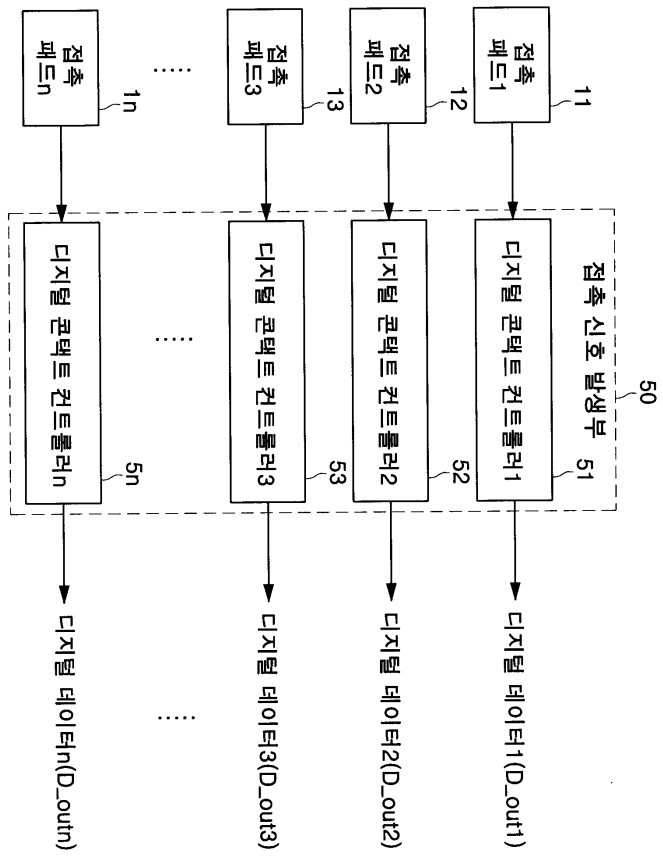 50
접촉 신호 발생부
11
접촉
패드1
51
디지털 콘택트 컨트롤러1
디지털 데이터1(D_out1)
12
접촉
패드2
52
디지털 콘택트 컨트롤러2
디지털 데이터2(D_out2)
13
접촉
패드3
53
디지털 콘택트 컨트롤러3
디지털 데이터3(D_out3)
.....
.....
.....
1n
접촉
패드n
5n
디지털 콘택트 컨트롤러n
디지털 데이터n(D_outn)